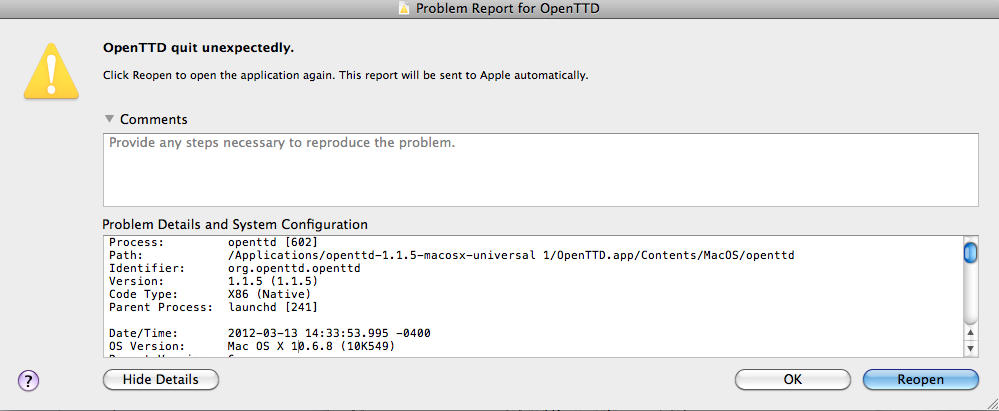 Problem Report for OpenTTD
OpenTTD quit unexpectedly.
Click Reopen to open the application again. This report will be sent to Apple automatically.
Comments
Provide any steps necessary to reproduce the problem.
Problem Details and System Configuration
Process: openttd [602]
Path: /Applications/openttd-1.1.5-macosx-universal 1/OpenTTD.app/Contents/MacOS/openttd
Identifier: org.openttd.openttd
Version: 1.1.5 (1.1.5)
Code Type: X86 (Native)
Parent Process: launchd [241]
Date/Time: 2012-03-13 14:33:53.995 -0400
OS Version: Mac OS X 10.6.8 (10K549)
? Hide Details OK Reopen